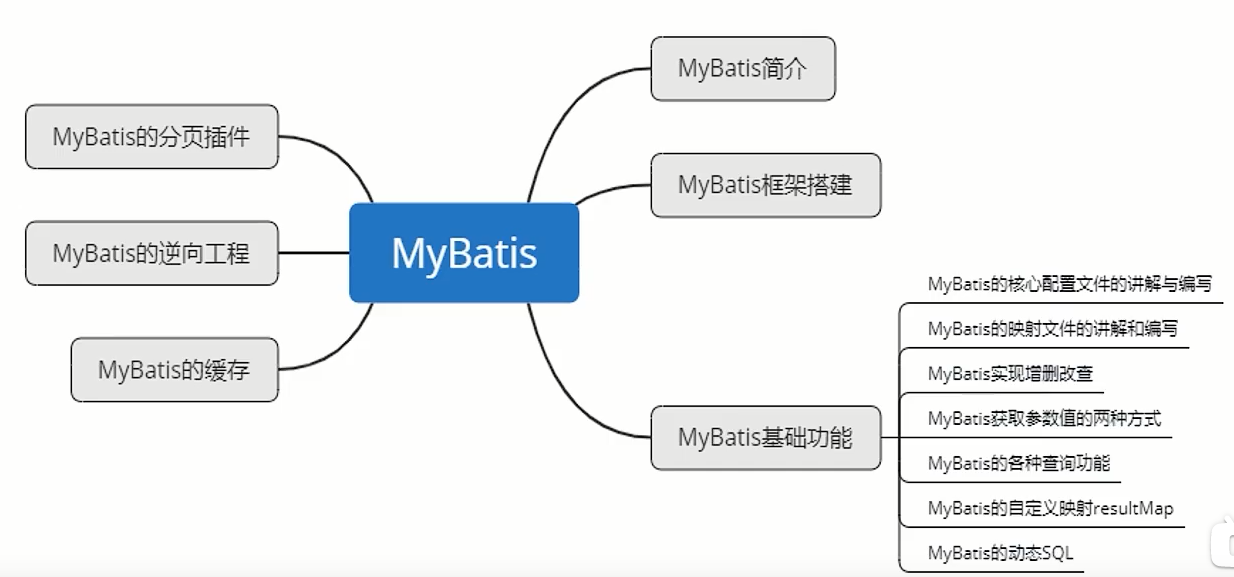 MyBatis
MyBatis简介
MyBatis框架搭建
MyBatis基础功能
MyBatis的核心配置文件的讲解与编写
MyBatis的映射文件的讲解和编写
MyBatis实现增删改查
MyBatis获取参数值的两种方式
MyBatis的各种查询功能
MyBatis的自定义映射resultMap
MyBatis的动态SQL
MyBatis的分页插件
MyBatis的逆向工程
MyBatis的缓存